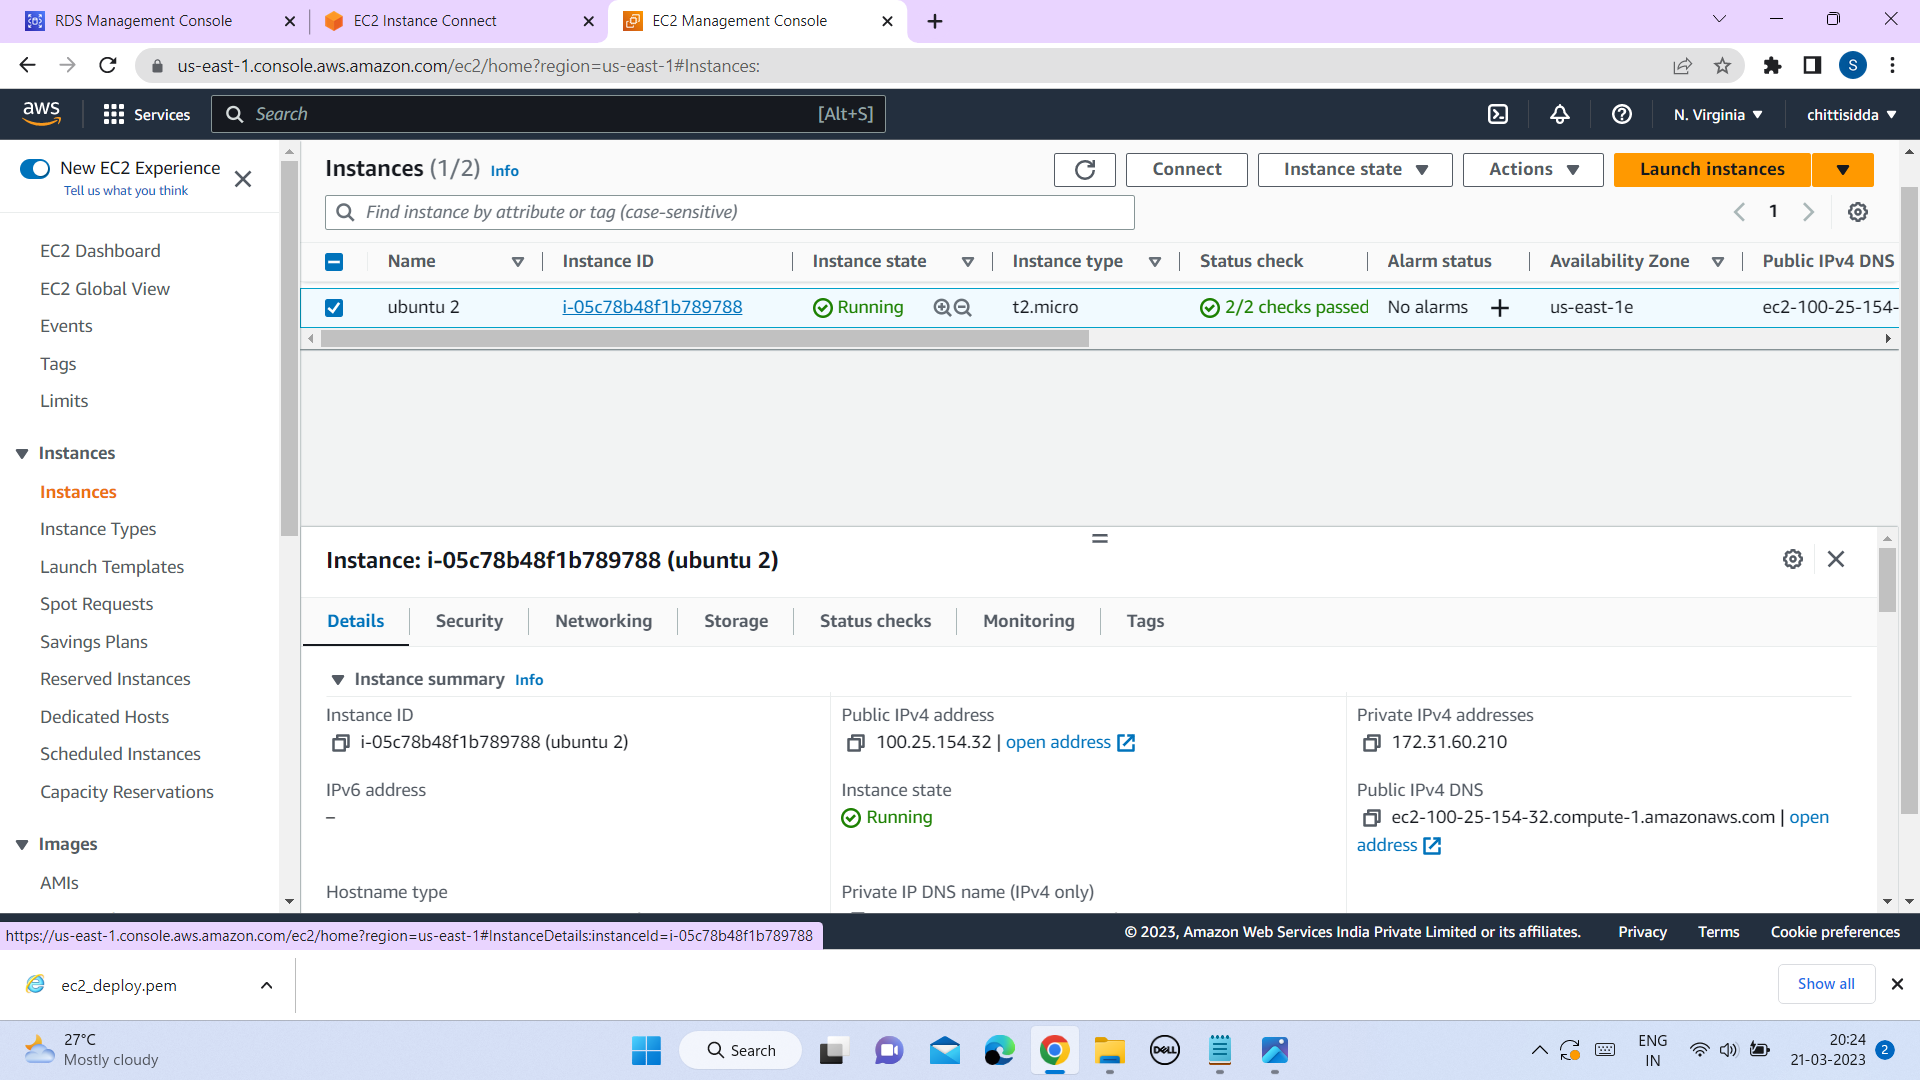 RDS Management Console
EC2 Instance Connect
EC2 Management Console
us-east-1.console.aws.amazon.com/ec2/home?region=us-east-1#Instances:
S
aws
Services
Search
[Alt+S]
N. Virginia
chittisidda
New EC2 Experience
Tell us what you think
EC2 Dashboard
EC2 Global View
Events
Tags
Limits
Instances
Instances
Instance Types
Launch Templates
Spot Requests
Savings Plans
Reserved Instances
Dedicated Hosts
Scheduled Instances
Capacity Reservations
Images
AMIs
Instances (1/2) Info
Connect
Instance state
Actions
Launch instances
Find instance by attribute or tag (case-sensitive)
1
Name
Instance ID
Instance state
Instance type
Status check
Alarm status
Availability Zone
Public IPv4 DNS
ubuntu 2
i-05c78b48f1b789788
Running
t2.micro
2/2 checks passed
No alarms
us-east-1e
ec2-100-25-154-
Instance: i-05c78b48f1b789788 (ubuntu 2)
Details
Security
Networking
Storage
Status checks
Monitoring
Tags
Instance summary Info
Instance ID
i-05c78b48f1b789788 (ubuntu 2)
Public IPv4 address
100.25.154.32 | open address
Private IPv4 addresses
172.31.60.210
IPv6 address
–
Instance state
Running
Public IPv4 DNS
ec2-100-25-154-32.compute-1.amazonaws.com | open
address
Hostname type
Private IP DNS name (IPv4 only)
https://us-east-1.console.aws.amazon.com/ec2/home?region=us-east-1#InstanceDetails:instanceId=i-05c78b48f1b789788
© 2023, Amazon Web Services India Private Limited or its affiliates.
Privacy
Terms
Cookie preferences
ec2_deploy.pem
Show all
27°C
Mostly cloudy
Search
DELL
ENG
IN
20:24
21-03-2023
2